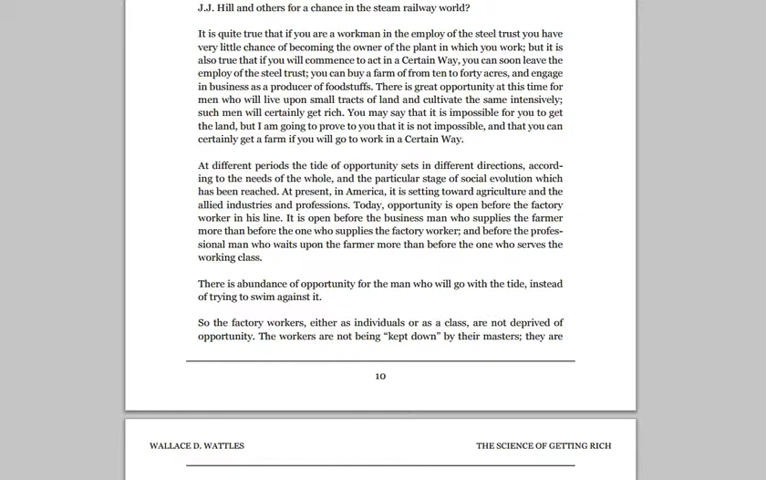 J.J. Hill and others for a chance in the steam railway world?
It is quite true that if you are a workman in the employ of the steel trust you have
very little chance of becoming the owner of the plant in which you work; but it is
also true that if you will commence to act in a Certain Way, you can soon leave the
employ of the steel trust; you can buy a farm of from ten to forty acres, and engage
in business as a producer of foodstuffs. There is great opportunity at this time for
men who will live upon small tracts of land and cultivate the same intensively;
such men will certainly get rich. You may say that it is impossible for you to get
the land, but I am going to prove to you that it is not impossible, and that you can
certainly get a farm if you will go to work in a Certain Way.
At different periods the tide of opportunity sets in different directions, accord-
ing to the needs of the whole, and the particular stage of social evolution which
has been reached. At present, in America, it is setting toward agriculture and the
allied industries and professions. Today, opportunity is open before the factory
worker in his line. It is open before the business man who supplies the farmer
more than before the one who supplies the factory worker; and before the profes-
sional man who waits upon the farmer more than before the one who serves the
working class.
There is abundance of opportunity for the man who will go with the tide, instead
of trying to swim against it.
So the factory workers, either as individuals or as a class, are not deprived of
opportunity. The workers are not being “kept down” by their masters; they are
10
WALLACE D. WATTLES THE SCIENCE OF GETTING RICH